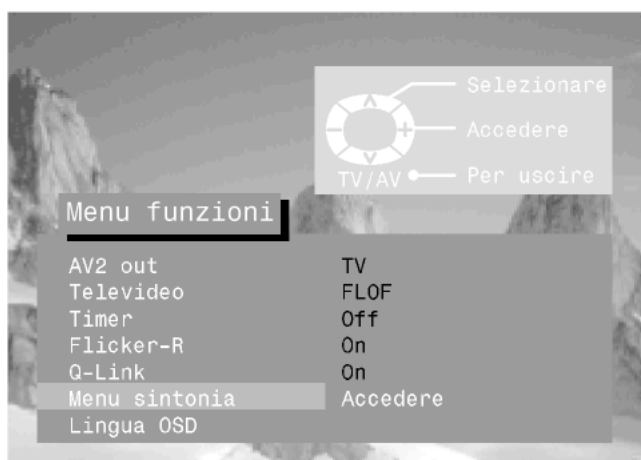 Selezionare
Accedere
TV/AV Per uscire
Menu funzioni
AV2 out TV
Televideo FLOF
Timer Off
Flicker-R On
Q-Link On
Menu sintonia Accedere
Lingua OSD